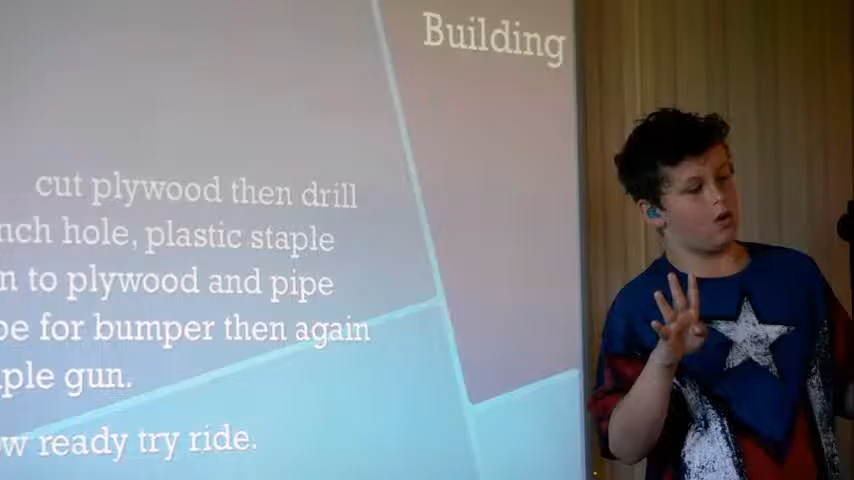 Building
cut plywood then drill
nch hole, plastic staple
n to plywood and pipe
pe for bumper then again
ple gun.
ow ready try ride.